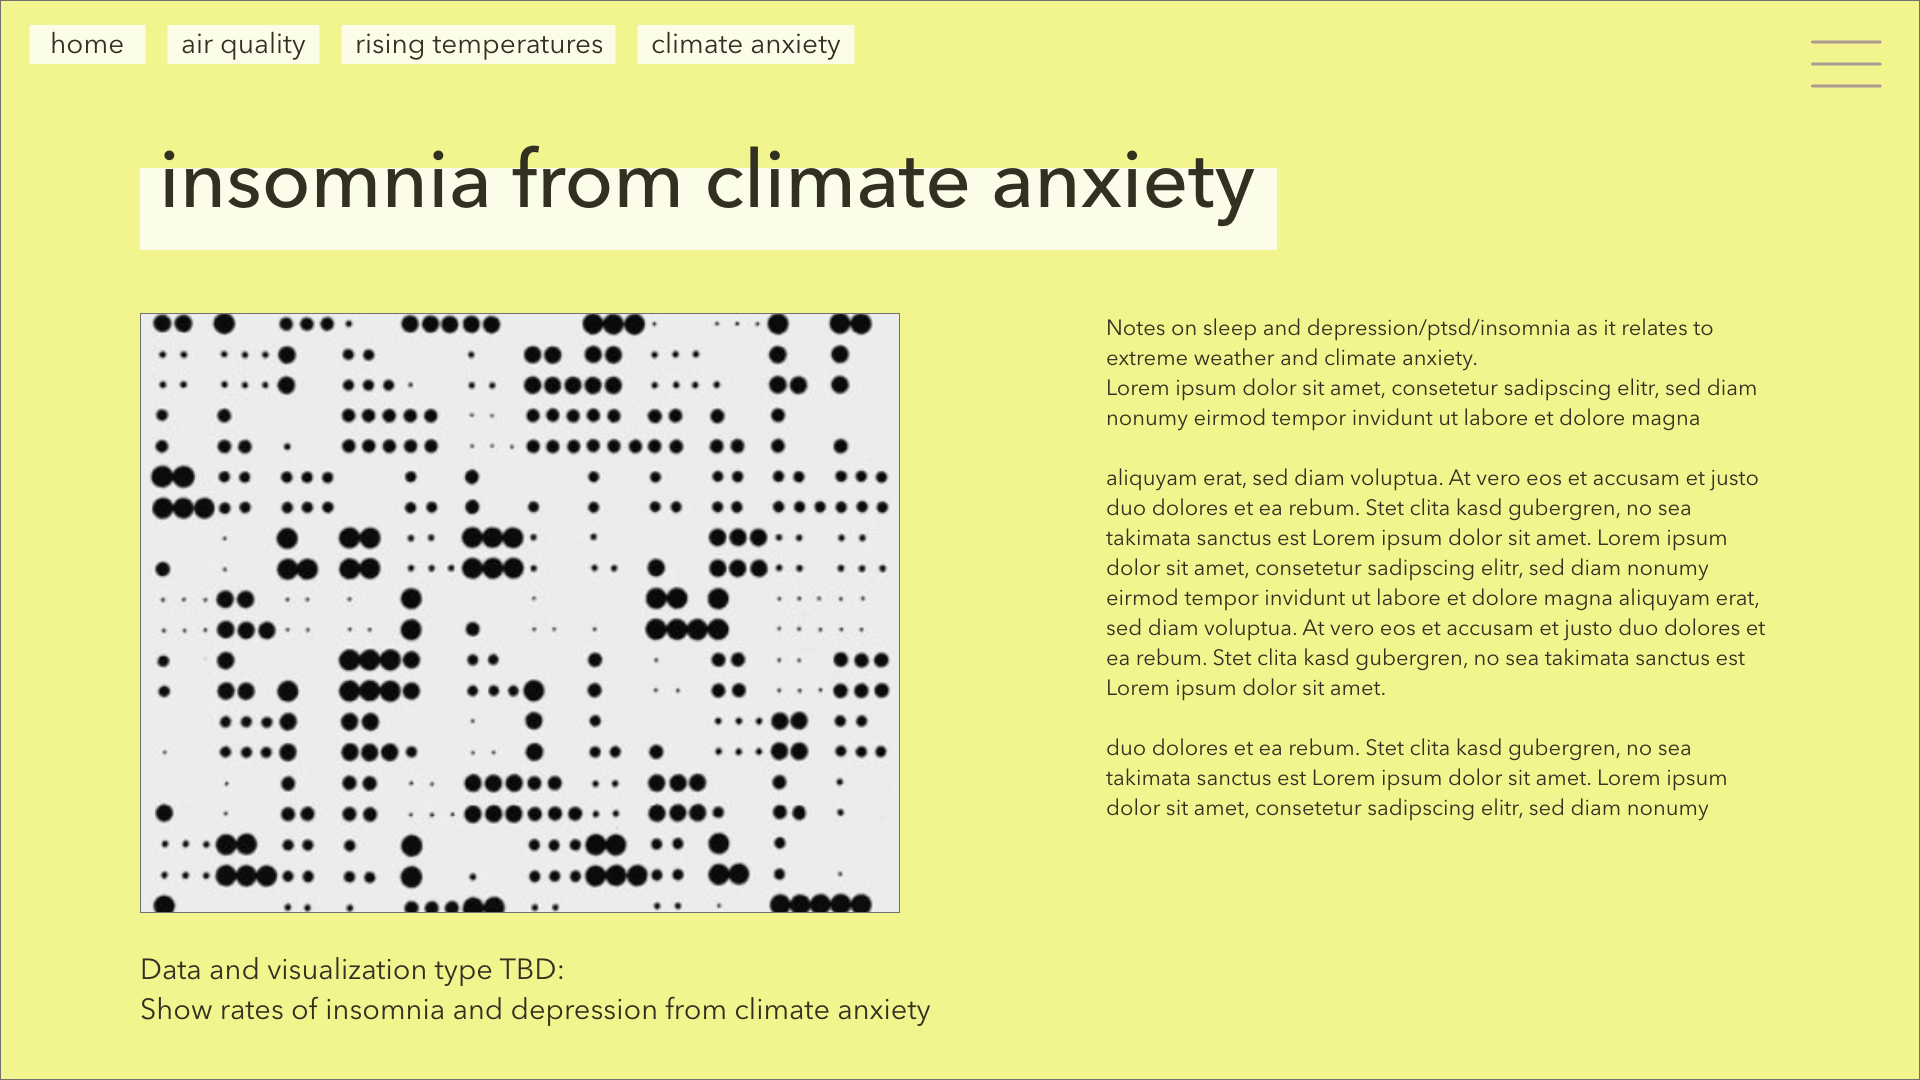 home
air quality
rising temperatures
climate anxiety
insomnia from climate anxiety
Notes on sleep and depression/ptsd/insomnia as it relates to
extreme weather and climate anxiety.
Lorem ipsum dolor sit amet, consetetur sadipscing elitr, sed diam
nonumy eirmod tempor invidunt ut labore et dolore magna
aliquyam erat, sed diam voluptua. At vero eos et accusam et justo
duo dolores et ea rebum. Stet clita kasd gubergren, no sea
takimata sanctus est Lorem ipsum dolor sit amet. Lorem ipsum
dolor sit amet, consetetur sadipscing elitr, sed diam nonumy
eirmod tempor invidunt ut labore et dolore magna aliquyam erat,
sed diam voluptua. At vero eos et accusam et justo duo dolores et
ea rebum. Stet clita kasd gubergren, no sea takimata sanctus est
Lorem ipsum dolor sit amet.
duo dolores et ea rebum. Stet clita kasd gubergren, no sea
takimata sanctus est Lorem ipsum dolor sit amet. Lorem ipsum
dolor sit amet, consetetur sadipscing elitr, sed diam nonumy
Data and visualization type TBD:
Show rates of insomnia and depression from climate anxiety